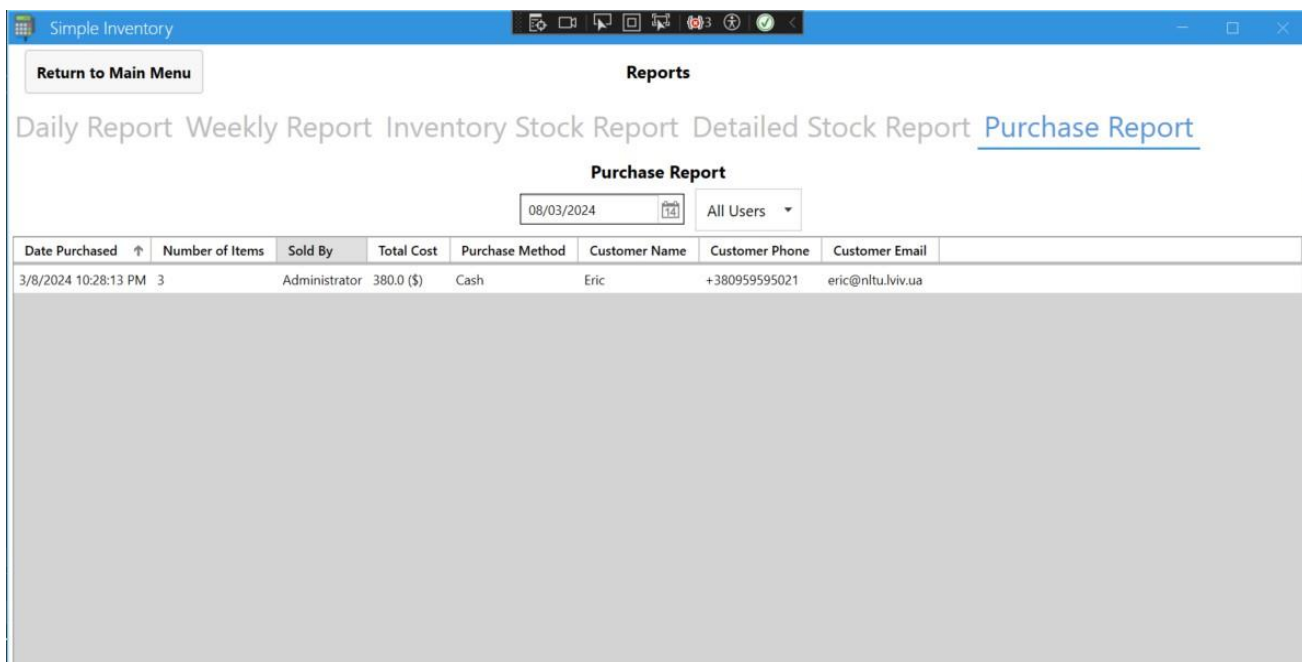 Simple Inventory
3
Return to Main Menu
Reports
Daily Report Weekly Report Inventory Stock Report Detailed Stock Report Purchase Report
Purchase Report
08/03/2024 14 All Users
Date Purchased Number of Items Sold By Total Cost Purchase Method Customer Name Customer Phone Customer Email
3/8/2024 10:28:13 PM 3 Administrator 380.0 ($) Cash Eric +380959595021 eric@nltu.lviv.ua